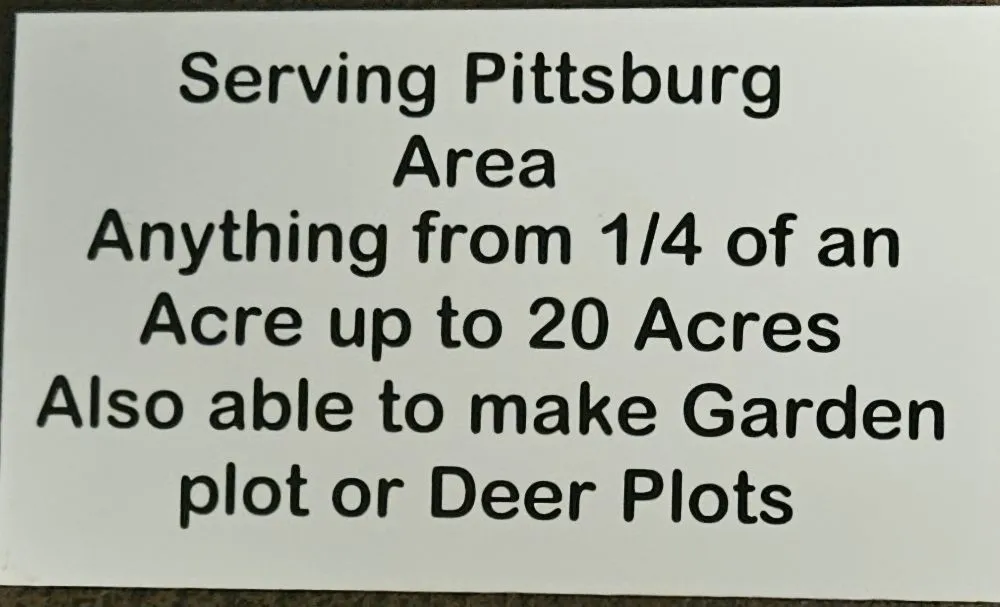 Serving Pittsburg
Area
Anything from 1/4 of an
Acre up to 20 Acres
Also able to make Garden
plot or Deer Plots